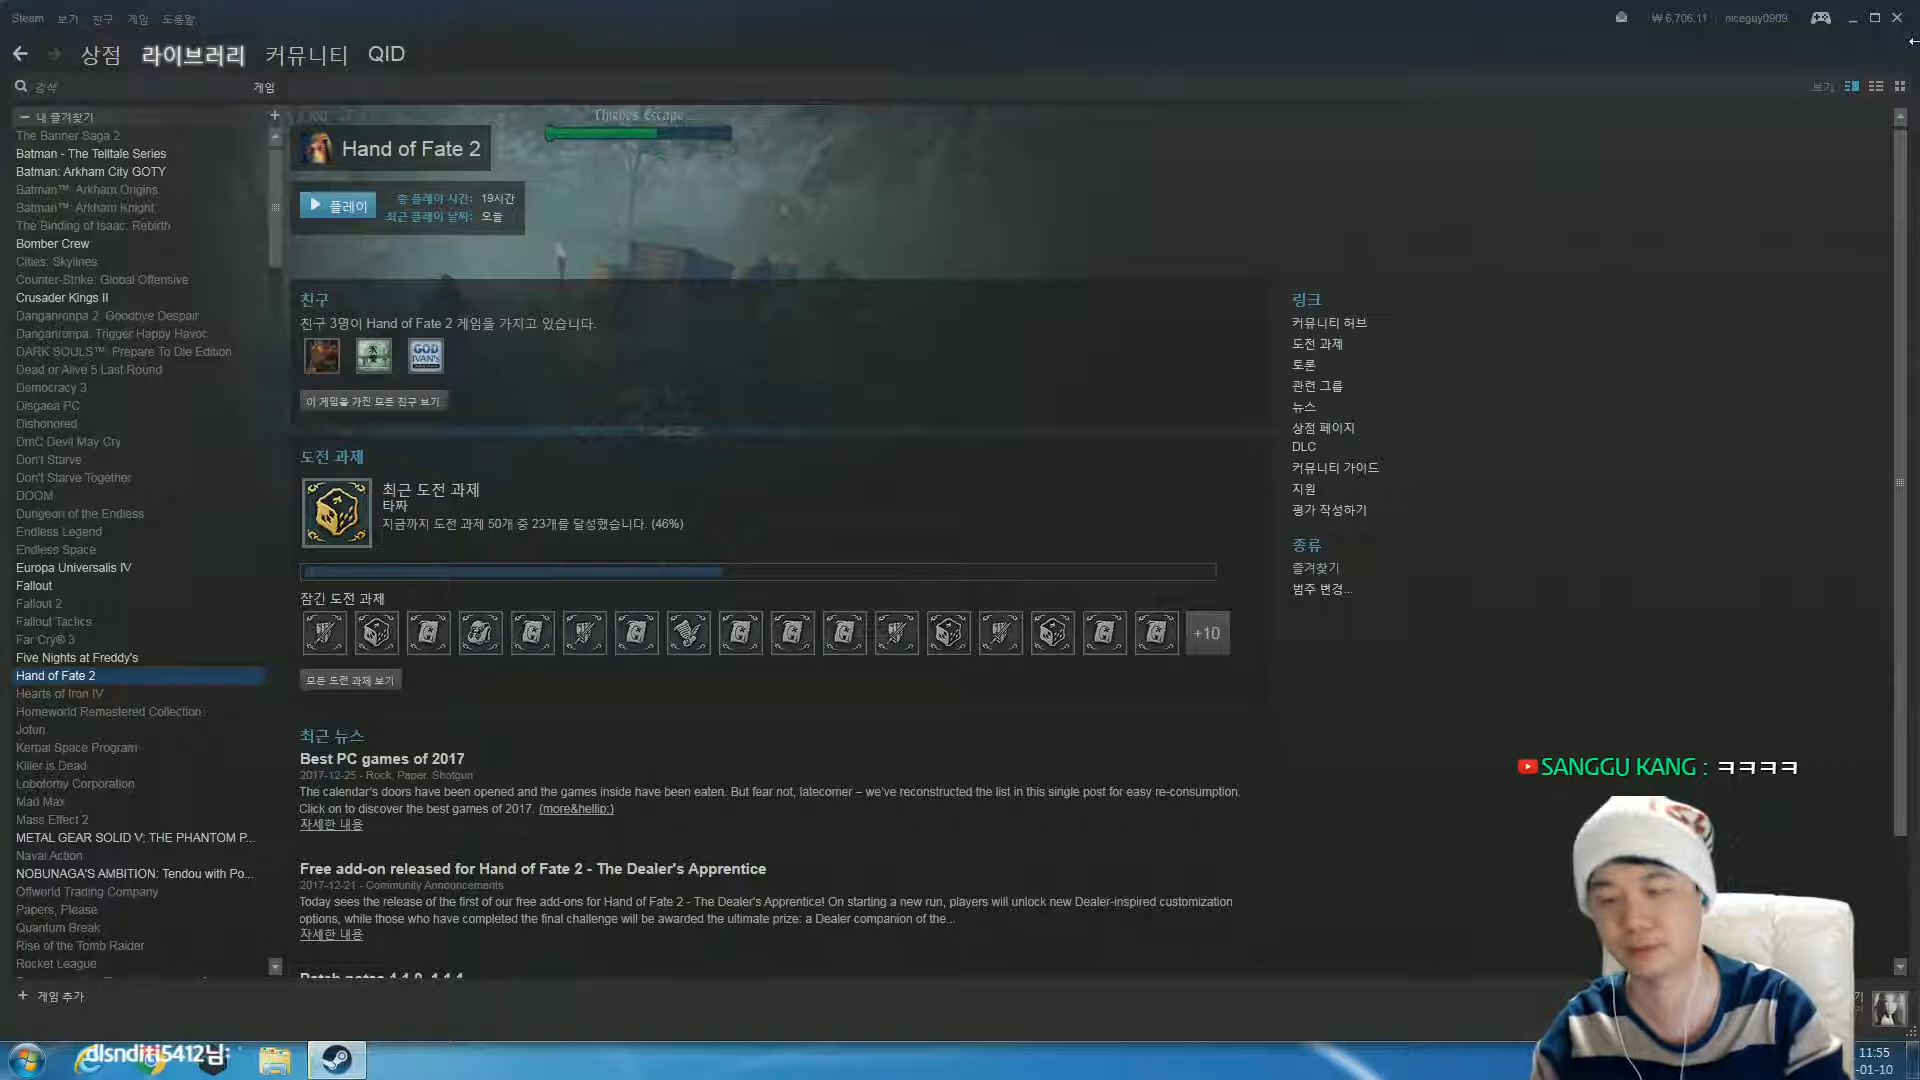 Steam 보기 친구 게임 도움말
₩ 6,706.11 niceguy0909
상점 라이브러리 커뮤니티 QID
검색 게임 보기
내 즐겨찾기
The Banner Saga 2
Batman - The Telltale Series
Batman: Arkham City GOTY
Batman™: Arkham Origins
Batman™: Arkham Knight
The Binding of Isaac: Rebirth
Bomber Crew
Cities: Skylines
Counter-Strike: Global Offensive
Crusader Kings II
Danganronpa 2: Goodbye Despair
Danganronpa: Trigger Happy Havoc
DARK SOULS™: Prepare To Die Edition
Dead or Alive 5 Last Round
Democracy 3
Disgaea PC
Dishonored
DmC Devil May Cry
Don't Starve
Don't Starve Together
DOOM
Dungeon of the Endless
Endless Legend
Endless Space
Europa Universalis IV
Fallout
Fallout 2
Fallout Tactics
Far Cry® 3
Five Nights at Freddy's
Hand of Fate 2
Hearts of Iron IV
Homeworld Remastered Collection
Jotun
Kerbal Space Program
Killer is Dead
Lobotomy Corporation
Mad Max
Mass Effect 2
METAL GEAR SOLID V: THE PHANTOM P...
Naval Action
NOBUNAGA'S AMBITION: Tendou with Po...
Offworld Trading Company
Papers, Please
Quantum Break
Rise of the Tomb Raider
Rocket League
+ 게임 추가
Thieves Escape
Hand of Fate 2
플레이
총 플레이 시간: 19시간
최근 플레이 날짜: 오늘
친구
친구 3명이 Hand of Fate 2 게임을 가지고 있습니다.
GOD
IVAN's
이 게임을 가진 모든 친구 보기
도전 과제
최근 도전 과제
타짜
지금까지 도전 과제 50개 중 23개를 달성했습니다. (46%)
잠긴 도전 과제
+10
모든 도전 과제 보기
최근 뉴스
Best PC games of 2017
2017-12-25 - Rock, Paper, Shotgun
The calendar's doors have been opened and the games inside have been eaten. But fear not, latecomer – we've reconstructed the list in this single post for easy re-consumption.
Click on to discover the best games of 2017. (more&hellip;)
자세한 내용
Free add-on released for Hand of Fate 2 - The Dealer's Apprentice
2017-12-21 - Community Announcements
Today sees the release of the first of our free add-ons for Hand of Fate 2 - The Dealer's Apprentice! On starting a new run, players will unlock new Dealer-inspired customization
options, while those who have completed the final challenge will be awarded the ultimate prize: a Dealer companion of the...
자세한 내용
링크
커뮤니티 허브
도전 과제
토론
관련 그룹
뉴스
상점 페이지
DLC
커뮤니티 가이드
지원
평가 작성하기
종류
즐겨찾기
범주 변경...
SANGGU KANG : ㅋㅋㅋㅋ
dlsnditj5412님:
11:55
-01-10